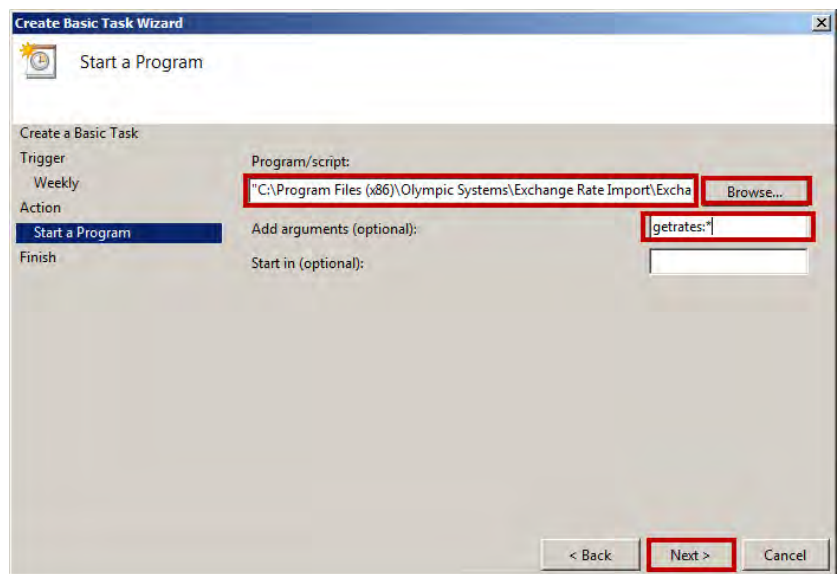 Create Basic Task Wizard
Start a Program
Create a Basic Task
Trigger
Weekly
Action
Start a Program
Finish
Program/script:
"C:\Program Files (x86)\Olympic Systems\Exchange Rate Import\Excha
Browse...
Add arguments (optional):
getrates:*
Start in (optional):
< Back
Next >
Cancel